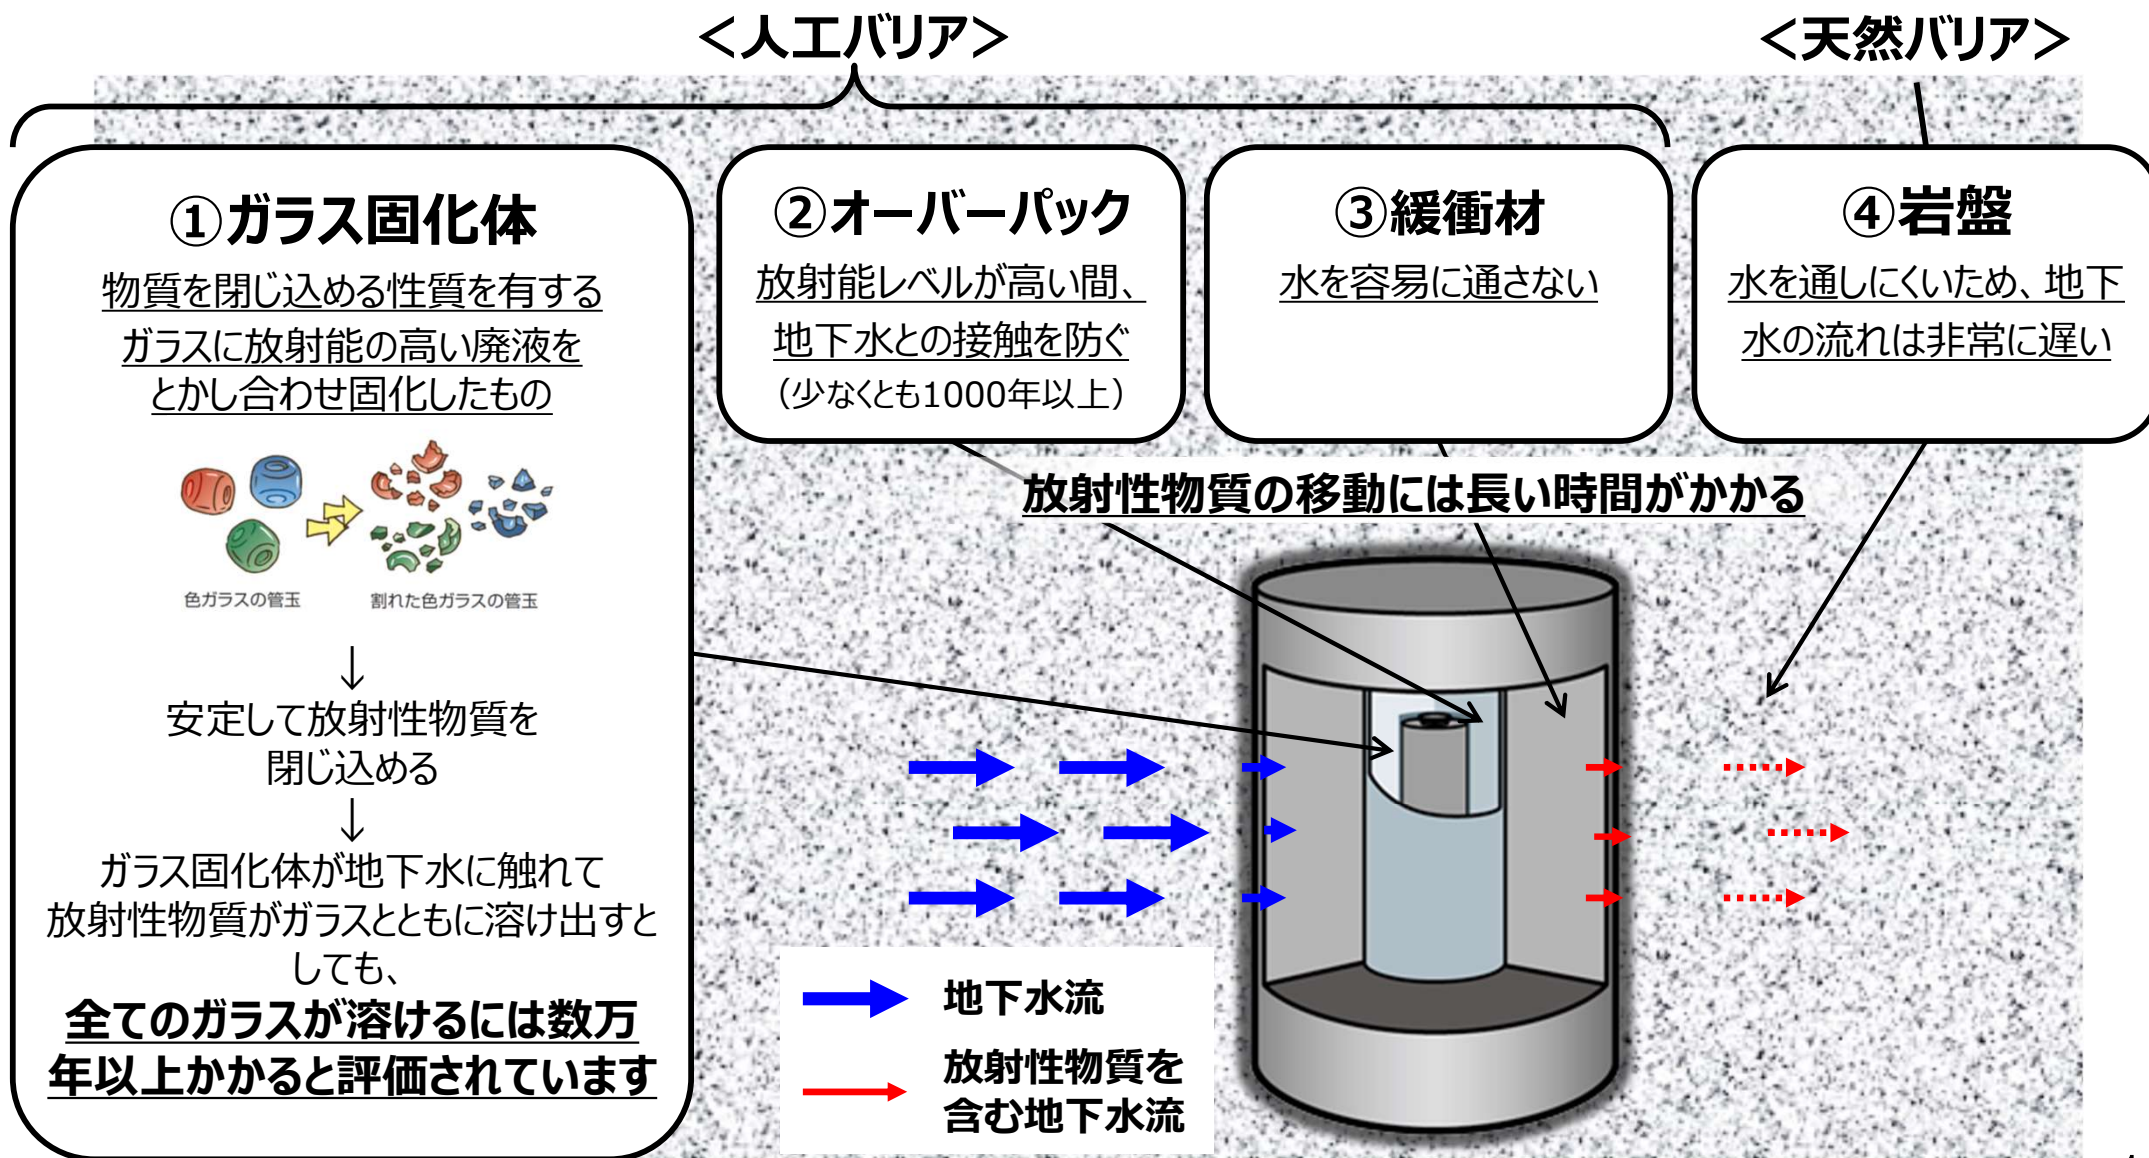 ＜人工バリア＞
＜天然バリア＞
①ガラス固化体
物質を閉じ込める性質を有する
ガラスに放射能の高い廃液を
とかし合わせ固化したもの
色ガラスの管玉
割れた色ガラスの管玉
↓
安定して放射性物質を
閉じ込める
↓
ガラス固化体が地下水に触れて
放射性物質がガラスとともに溶け出すと
しても、
全てのガラスが溶けるには数万
年以上かかると評価されています
②オーバーパック
放射能レベルが高い間、
地下水との接触を防ぐ
（少なくとも1000年以上）
③緩衝材
水を容易に通さない
④岩盤
水を通しにくいため、地下
水の流れは非常に遅い
放射性物質の移動には長い時間がかかる
地下水流
放射性物質を
含む地下水流